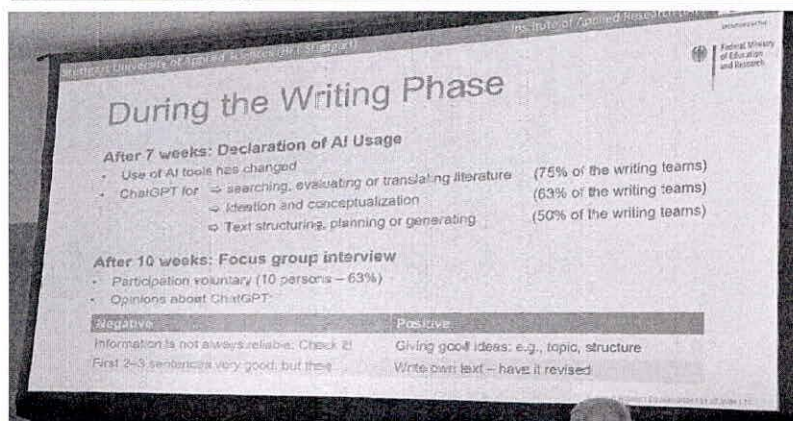 Stuttgart University of Applied Sciences (HFT Stuttgart)
Institute of Applied Research
Federal Ministry
of Education
and Research
During the Writing Phase
After 7 weeks: Declaration of AI Usage
• Use of AI tools has changed
• ChatGPT for ⇨ searching, evaluating or translating literature (75% of the writing teams)
⇨ Ideation and conceptualization (63% of the writing teams)
⇨ Text structuring, planning or generating (50% of the writing teams)
After 10 weeks: Focus group interview
• Participation voluntary (10 persons – 63%)
• Opinions about ChatGPT:
Negative Positive
Information is not always reliable: Check it! Giving good ideas: e.g., topic, structure
First 2–3 sentences very good, but then Write own text – have it revised